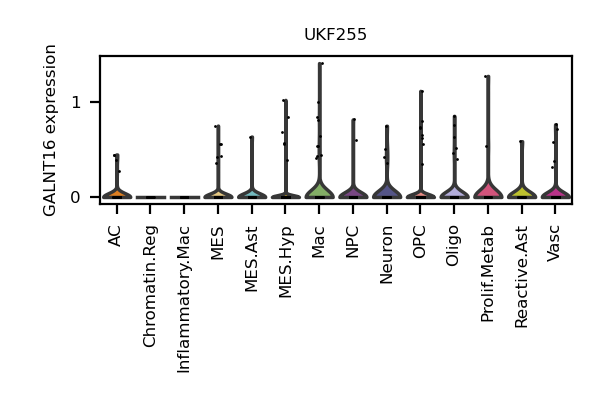 UKF255
GALNT16 expression
1
0
AC
Chromatin.Reg
Inflammatory.Mac
MES
MES.Ast
MES.Hyp
Mac
NPC
Neuron
OPC
Oligo
Prolif.Metab
Reactive.Ast
Vasc